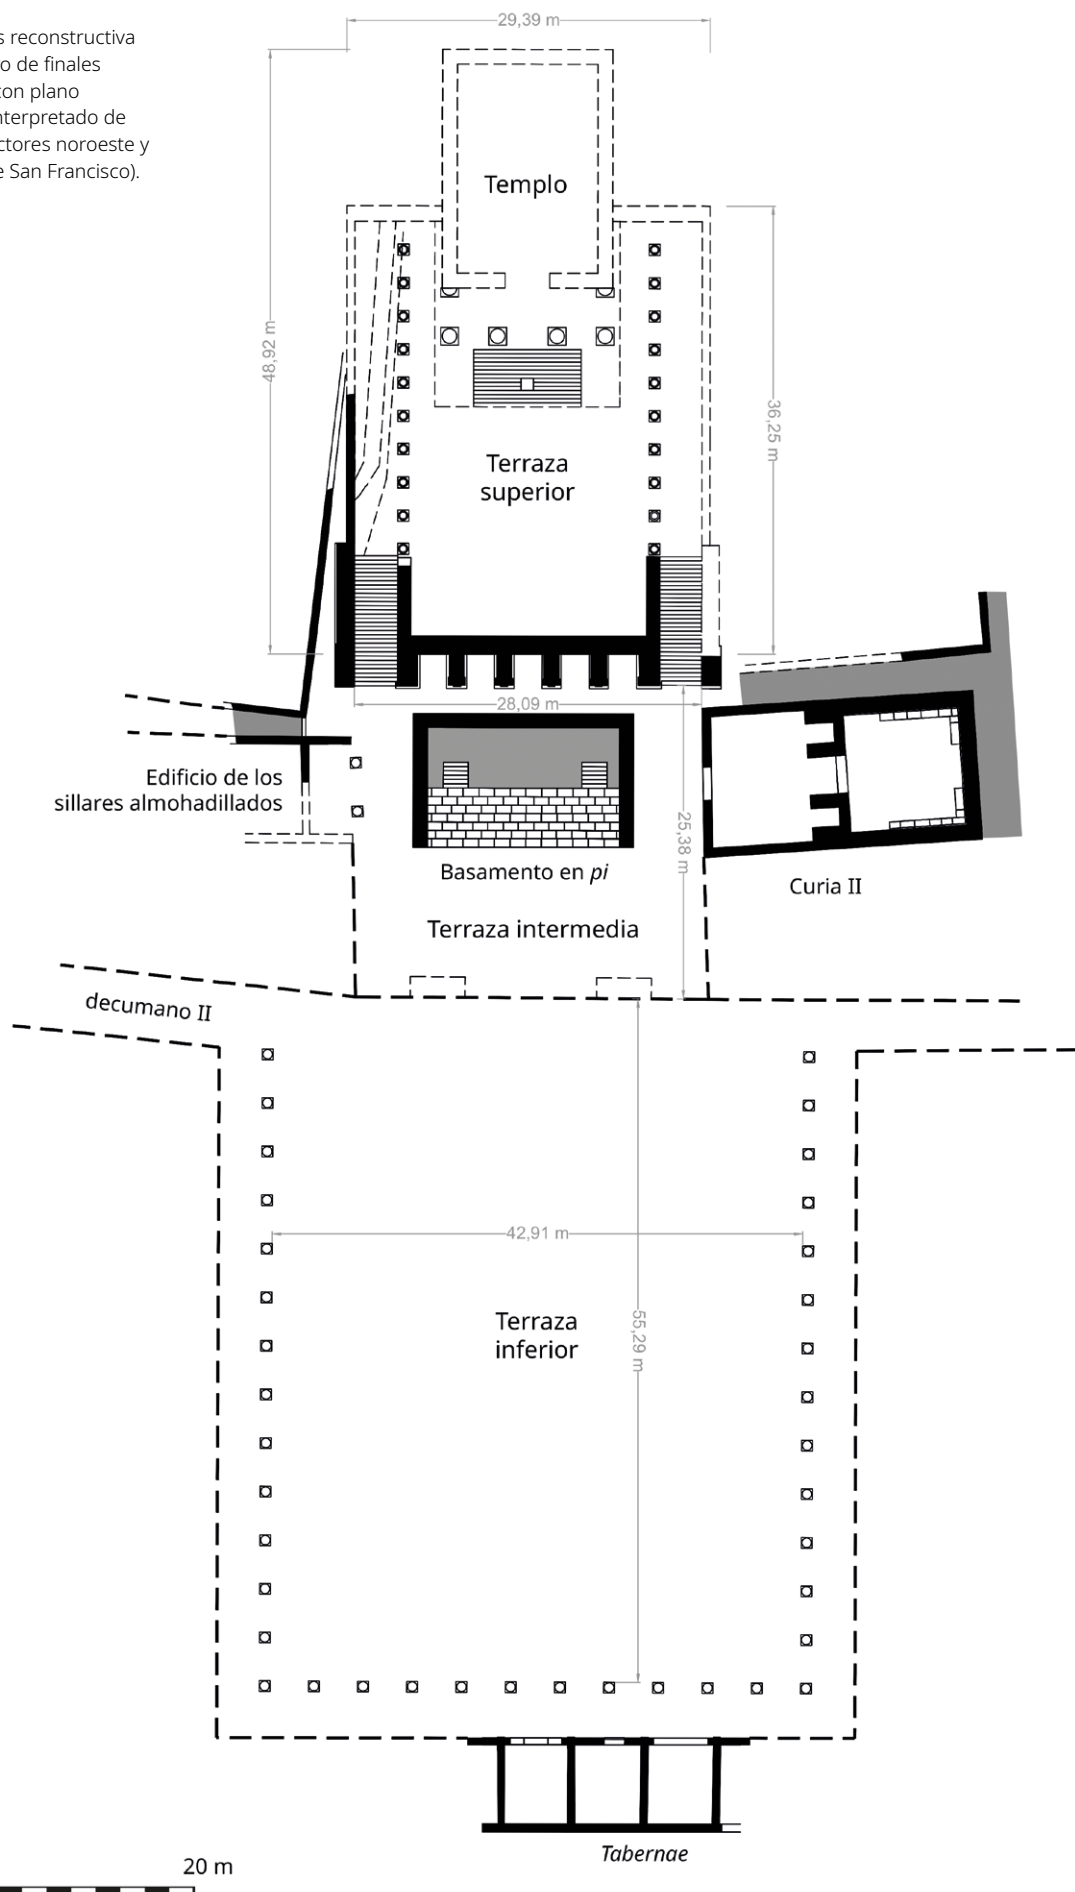 s reconstructiva
o de finales
con plano
nterpretado de
ctores noroeste y
e San Francisco).
29,39 m
Templo
48,92 m
36,25 m
Terraza
superior
28,09 m
Edificio de los
sillares almohadillados
25,38 m
Basamento en pi
Curia II
Terraza intermedia
decumano II
42,91 m
Terraza
inferior
55,29 m
Tabernae
20 m